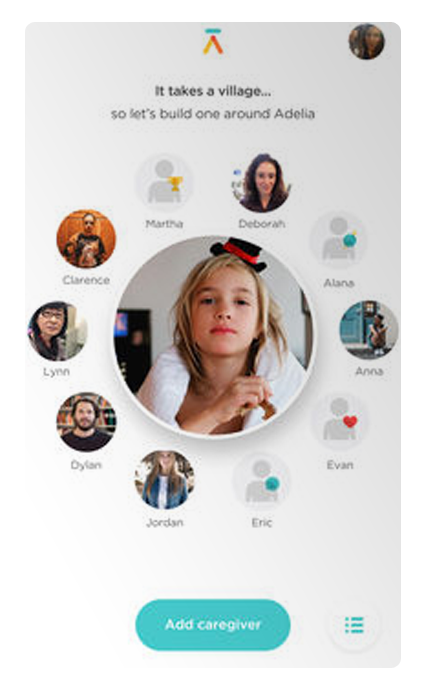 It takes a village...
so let's build one around Adelia
Martha
Deborah
Clarence
Alana
Lynn
Anna
Dylan
Evan
Jordan
Eric
Add caregiver